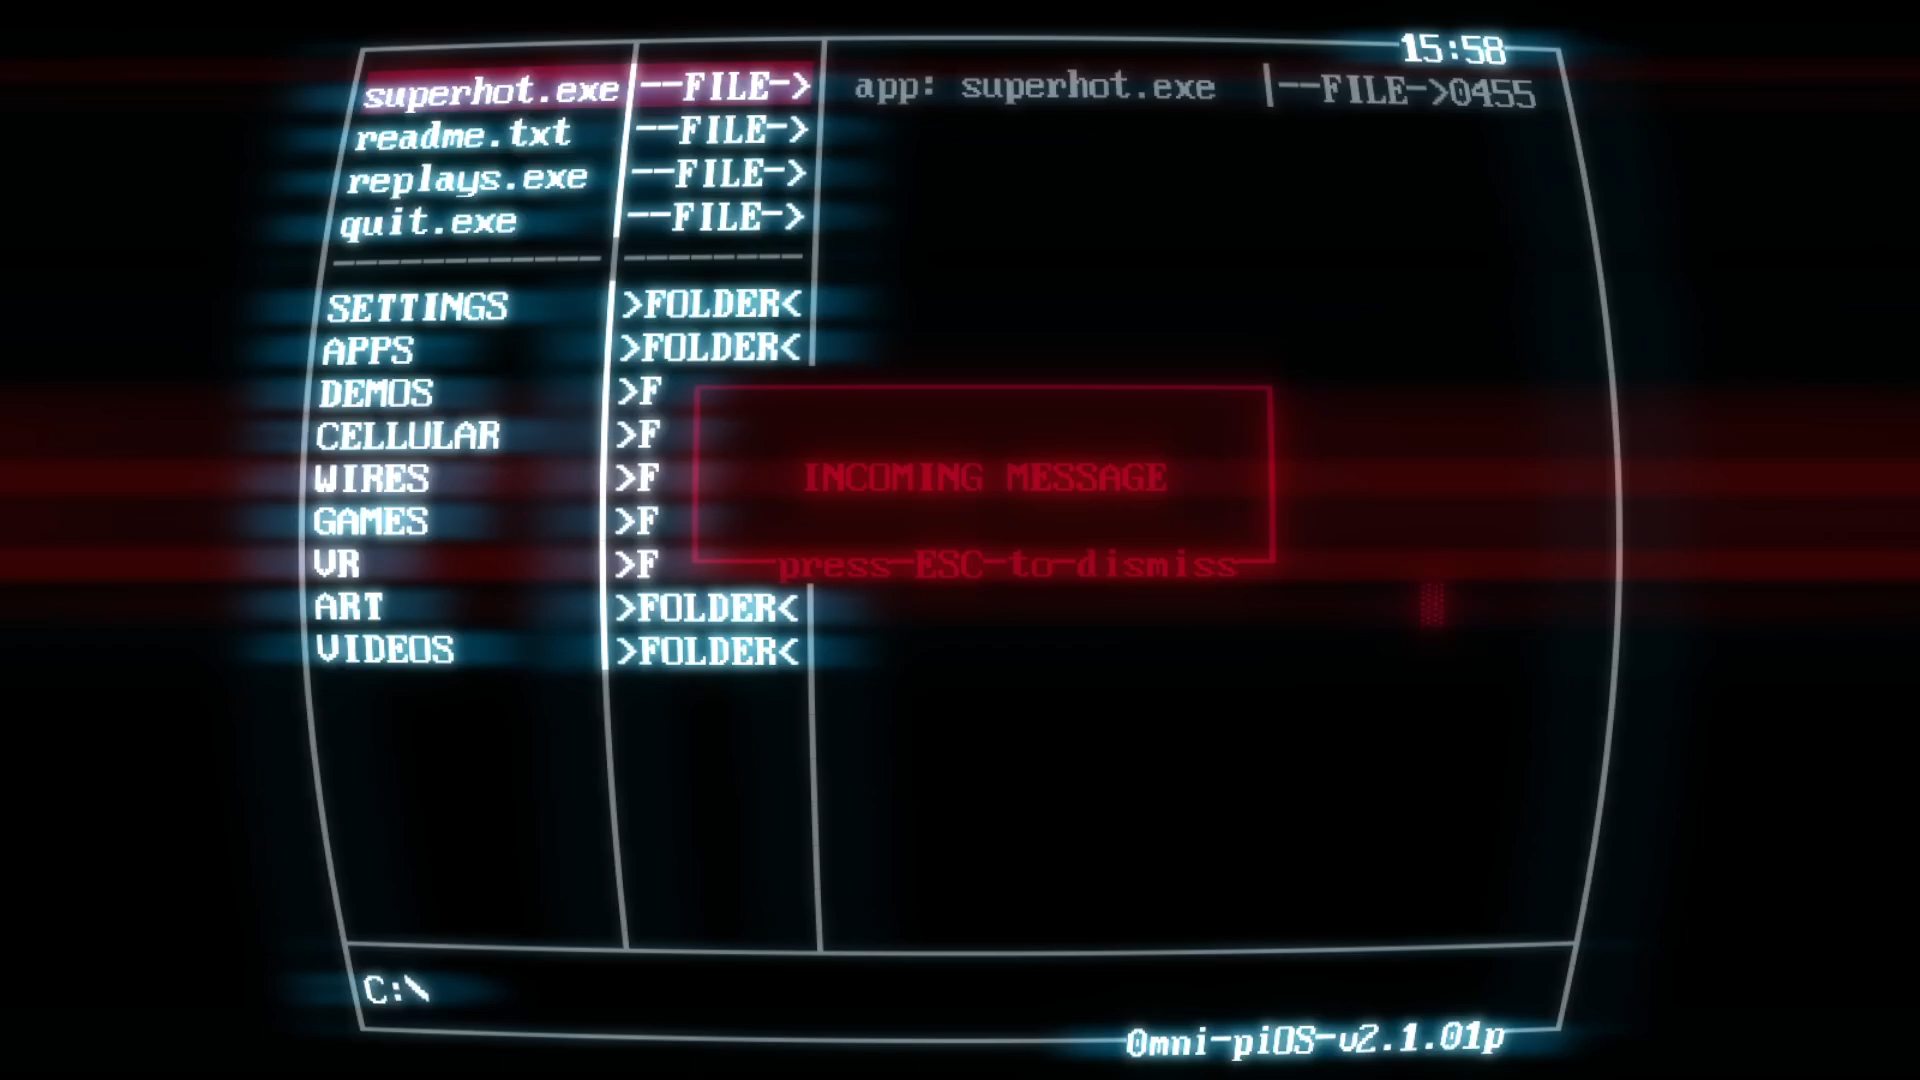 15:58
superhot.exe --FILE-> app: superhot.exe |--FILE->0455
readme.txt --FILE->
replays.exe --FILE->
quit.exe --FILE->
SETTINGS >FOLDER<
APPS >FOLDER<
DEMOS >F
CELLULAR >F
WIRES >F
GAMES >F
VR >F
ART >FOLDER<
VIDEOS >FOLDER<
INCOMING MESSAGE
press-ESC-to-dismiss
C:\
0mni-piOS-v2.1.01p